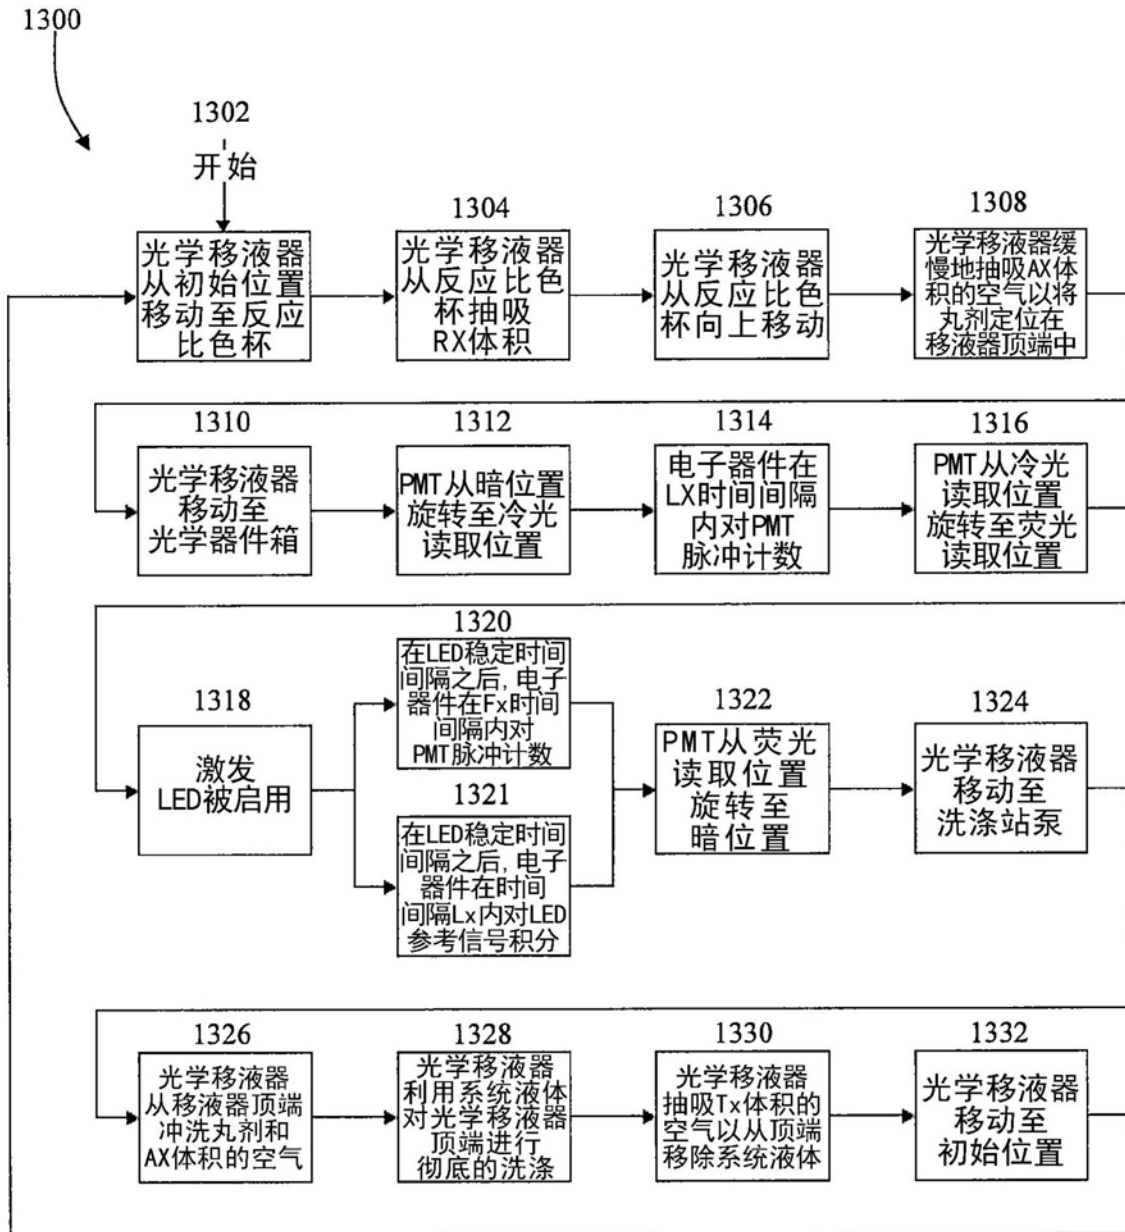 1300
1302
开始
光学移液器
从初始位置
移动至反应
比色杯
1304
光学移液器
从反应比色
杯抽吸
RX体积
1306
光学移液器
从反应比色
杯向上移动
1308
光学移液器缓
慢地抽吸AX体
积的空气以将
丸剂定位在
移液器顶端中
1310
光学移液器
移动至
光学器件箱
1312
PMT从暗位置
旋转至冷光
读取位置
1314
电子器件在
LX时间间隔
内对PMT
脉冲计数
1316
PMT从冷光
读取位置
旋转至荧光
读取位置
1318
激发
LED被启用
1320
在LED稳定时间
间隔之后,电子
器件在Fx时间
间隔内对
PMT脉冲计数
1321
在LED稳定时间
间隔之后,电子
器件在时间
间隔Lx内对LED
参考信号积分
1322
PMT从荧光
读取位置
旋转至
暗位置
1324
光学移液器
移动至
洗涤站泵
1326
光学移液器
从移液器顶端
冲洗丸剂和
AX体积的空气
1328
光学移液器
利用系统液体
对光学移液器
顶端进行
彻底的洗涤
1330
光学移液器
抽吸Tx体积的
空气以从顶端
移除系统液体
1332
光学移液器
移动至
初始位置